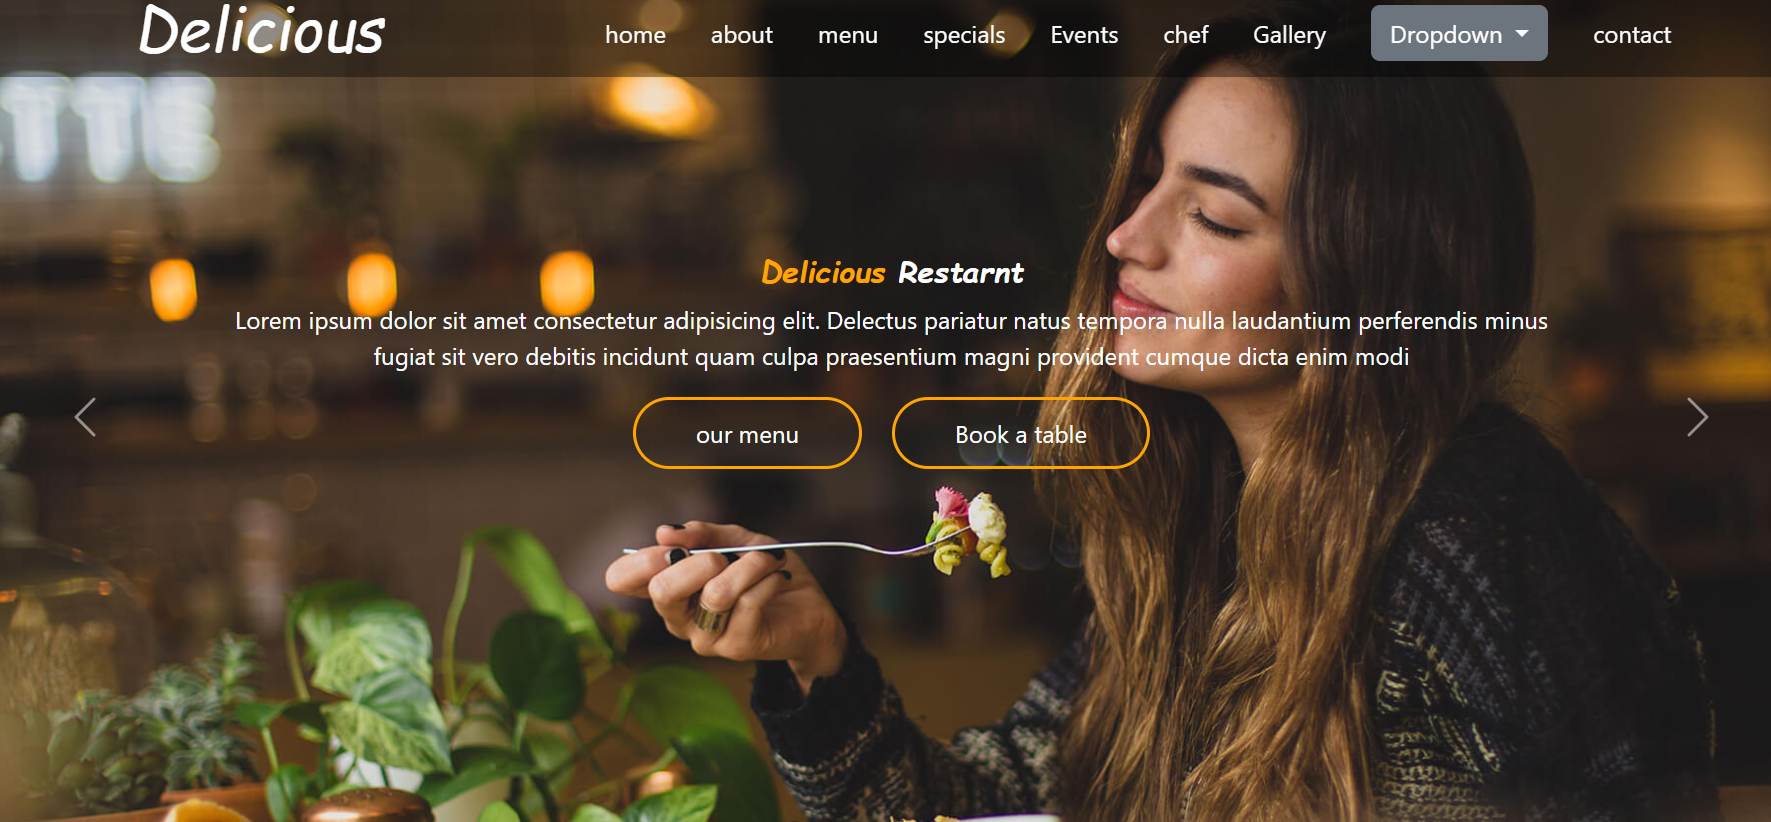 Delicious
home about menu specials Events chef Gallery Dropdown contact
Delicious Restarnt
Lorem ipsum dolor sit amet consectetur adipisicing elit. Delectus pariatur natus tempora nulla laudantium perferendis minus
fugiat sit vero debitis incidunt quam culpa praesentium magni provident cumque dicta enim modi
our menu Book a table